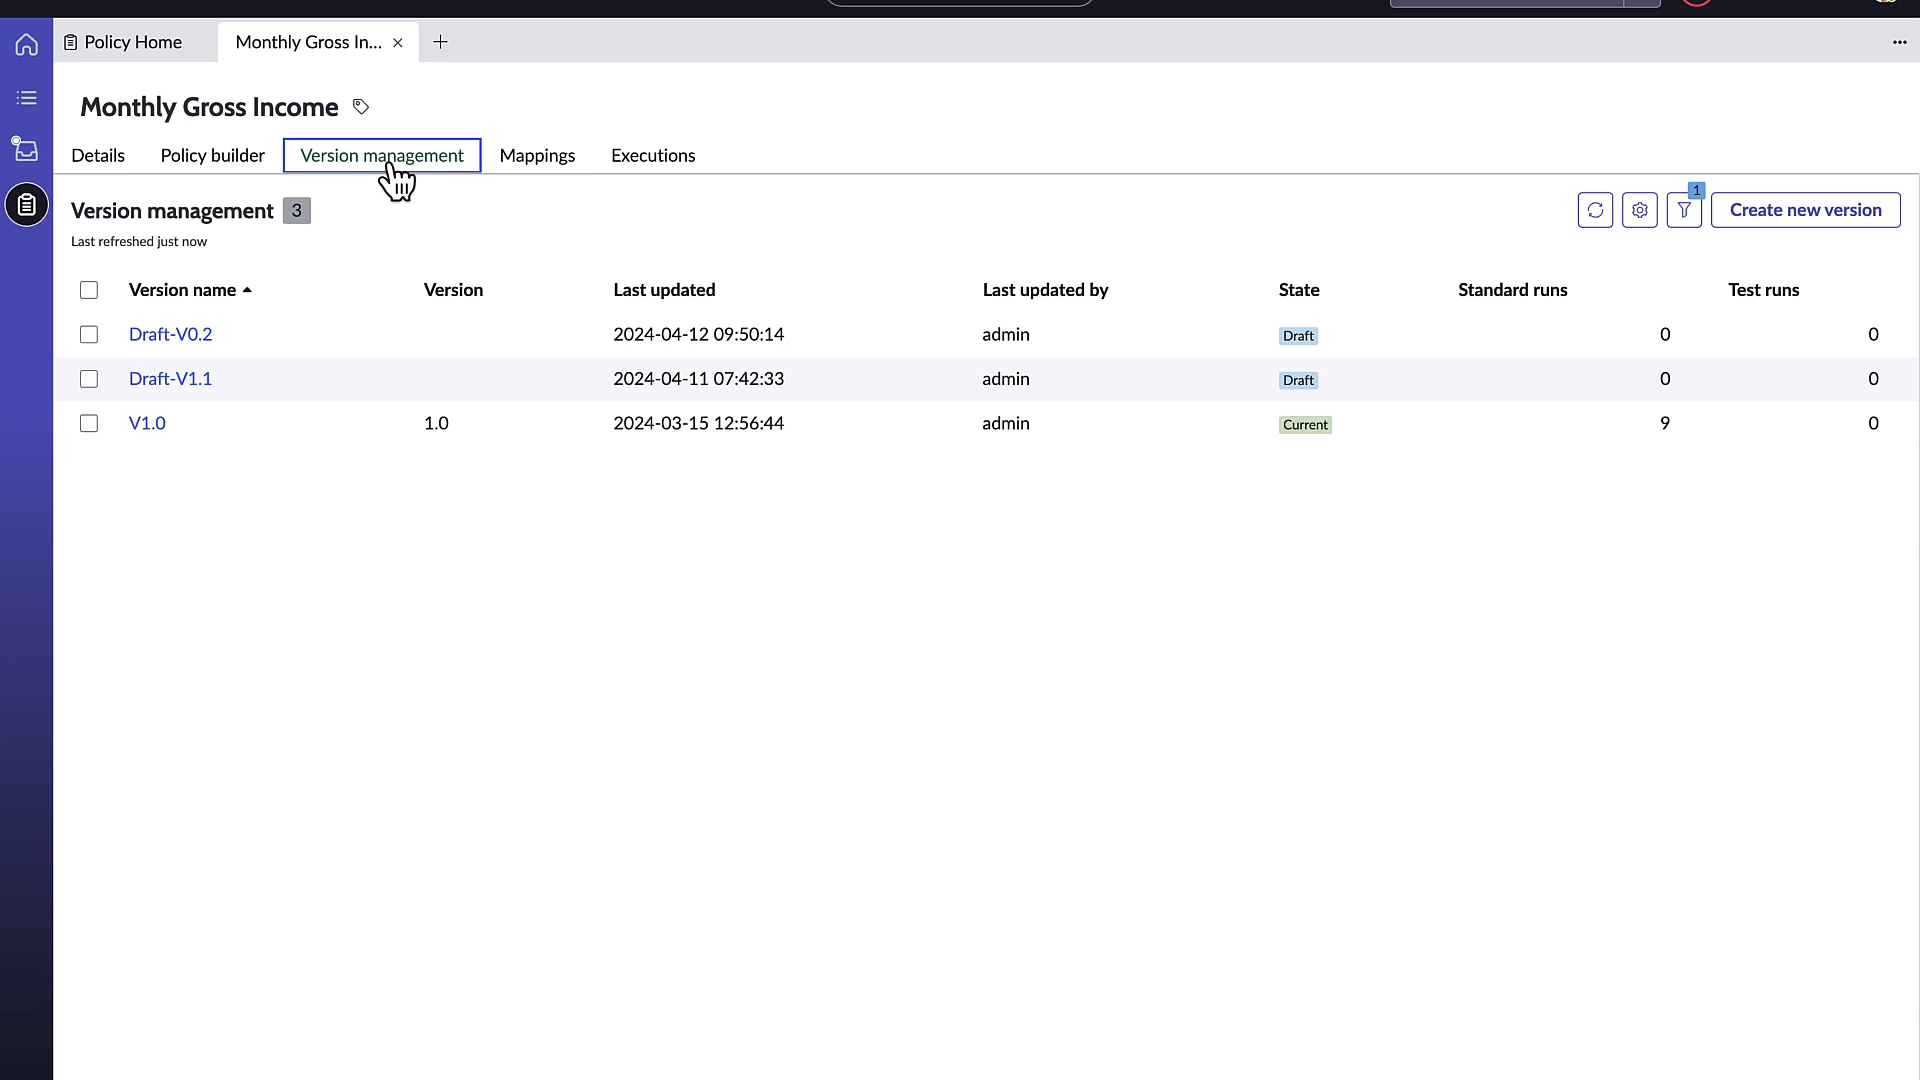 Policy Home
Monthly Gross In...
Monthly Gross Income
Details Policy builder Version management Mappings Executions
Version management 3
1
Create new version
Last refreshed just now
Version name Version Last updated Last updated by State Standard runs Test runs
Draft-V0.2 2024-04-12 09:50:14 admin Draft 0 0
Draft-V1.1 2024-04-11 07:42:33 admin Draft 0 0
V1.0 1.0 2024-03-15 12:56:44 admin Current 9 0